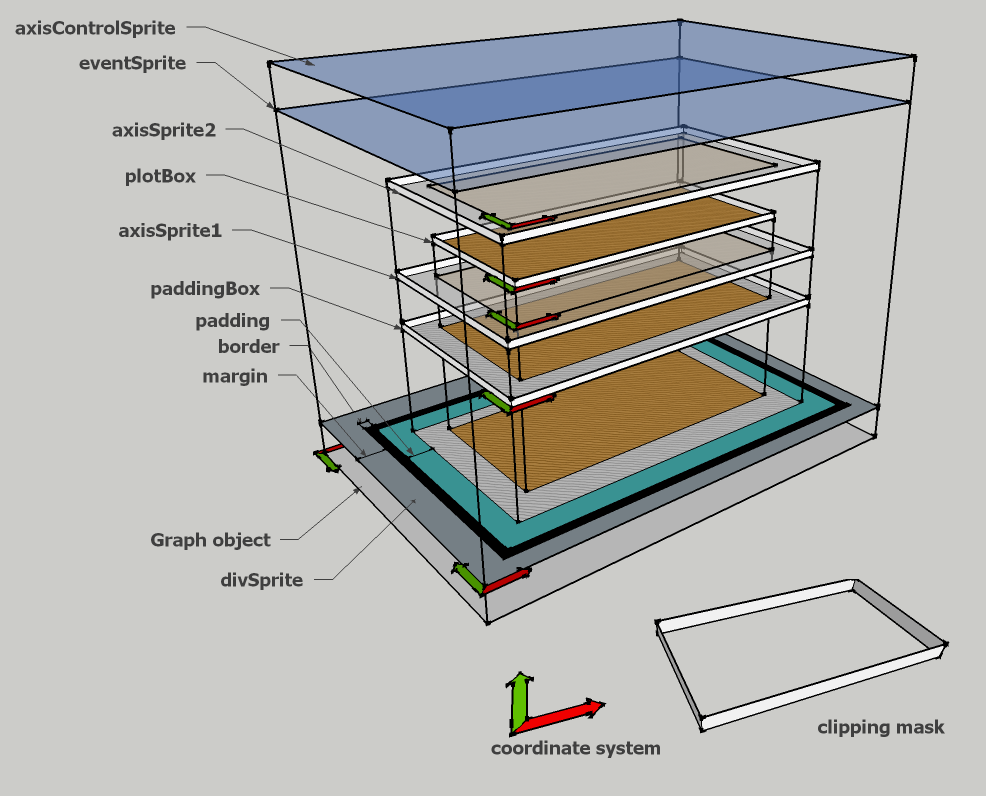 axisControlSprite
eventSprite
axisSprite2
plotBox
axisSprite1
paddingBox
padding
border
margin
Graph object
divSprite
clipping mask
coordinate system